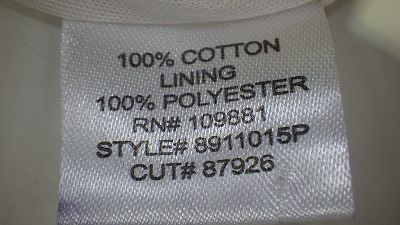 100% COTTON
LINING
100% POLYESTER
RN# 109881
STYLE# 8911015P
CUT# 87926